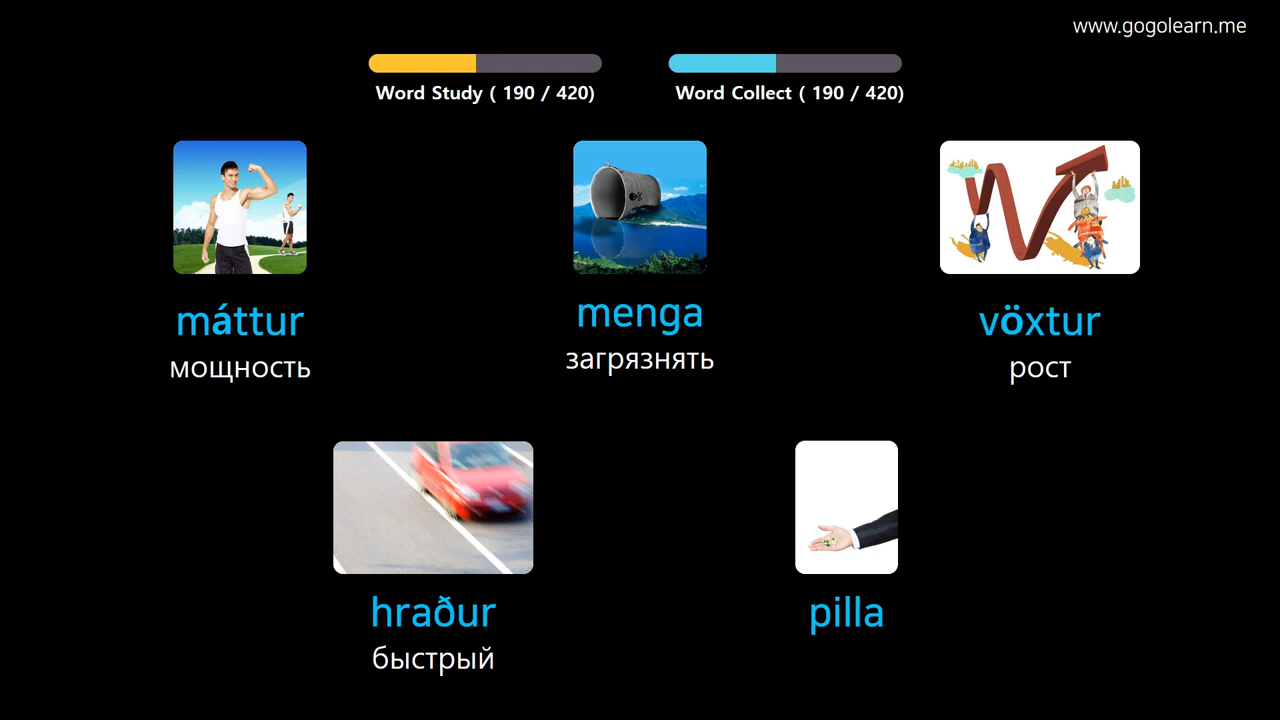 www.gogolearn.me
Word Study ( 190 / 420)
Word Collect ( 190 / 420)
máttur
мощность
menga
загрязнять
vöxtur
рост
hraður
быстрый
pilla